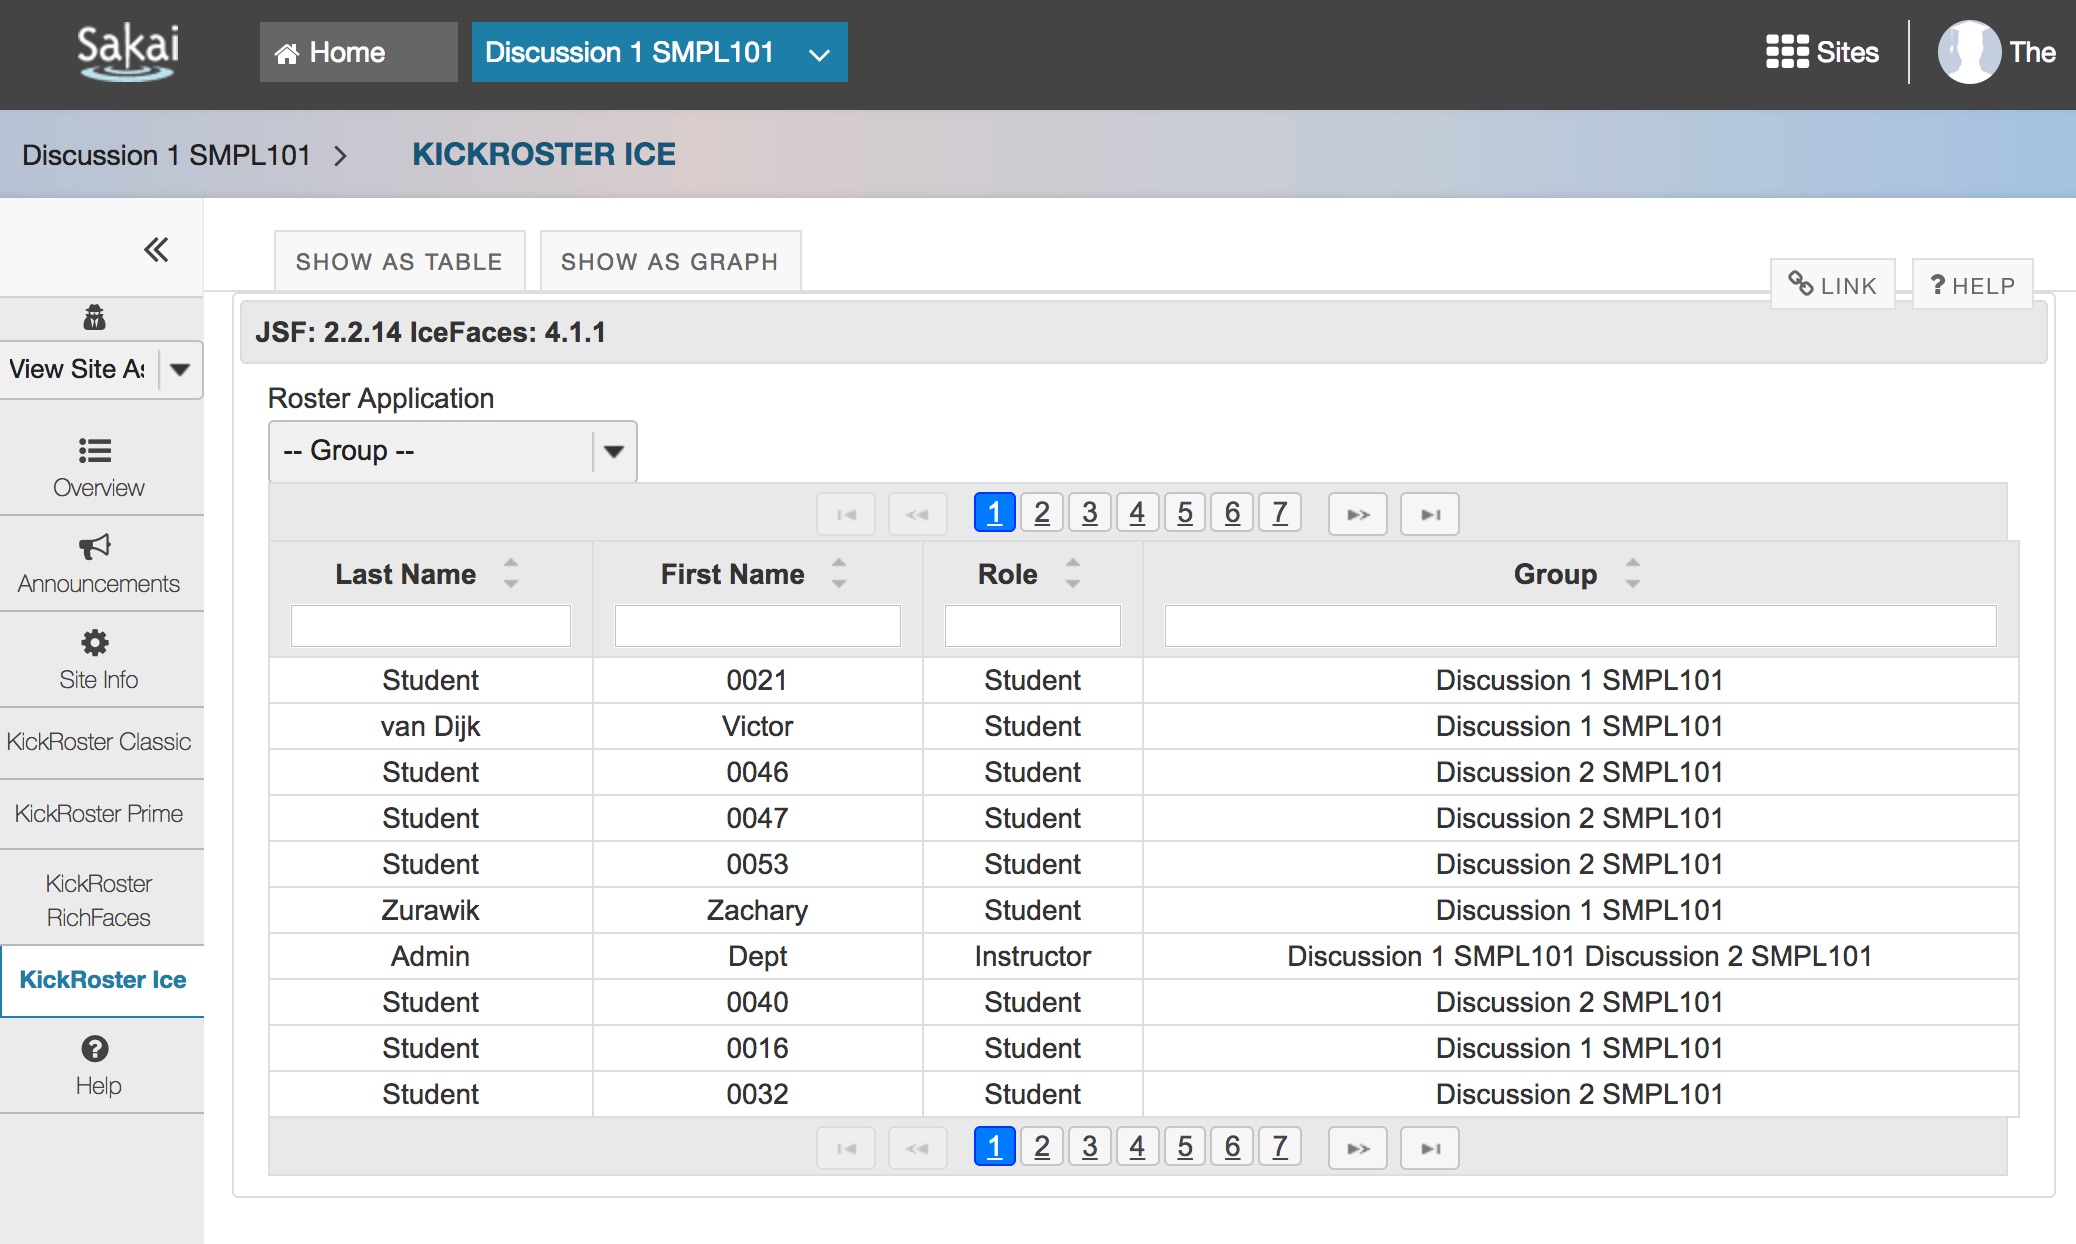 Sakai
Home
Discussion 1 SMPL101
Sites
The
Discussion 1 SMPL101
KICKROSTER ICE
SHOW AS TABLE
SHOW AS GRAPH
LINK
? HELP
View Site As
Overview
Announcements
Site Info
KickRoster Classic
KickRoster Prime
KickRoster
RichFaces
KickRoster Ice
Help
JSF: 2.2.14 IceFaces: 4.1.1
Roster Application
-- Group --
1 2 3 4 5 6 7
Last Name First Name Role Group
Student 0021 Student Discussion 1 SMPL101
van Dijk Victor Student Discussion 1 SMPL101
Student 0046 Student Discussion 2 SMPL101
Student 0047 Student Discussion 2 SMPL101
Student 0053 Student Discussion 2 SMPL101
Zurawik Zachary Student Discussion 1 SMPL101
Admin Dept Instructor Discussion 1 SMPL101 Discussion 2 SMPL101
Student 0040 Student Discussion 2 SMPL101
Student 0016 Student Discussion 1 SMPL101
Student 0032 Student Discussion 2 SMPL101
1 2 3 4 5 6 7